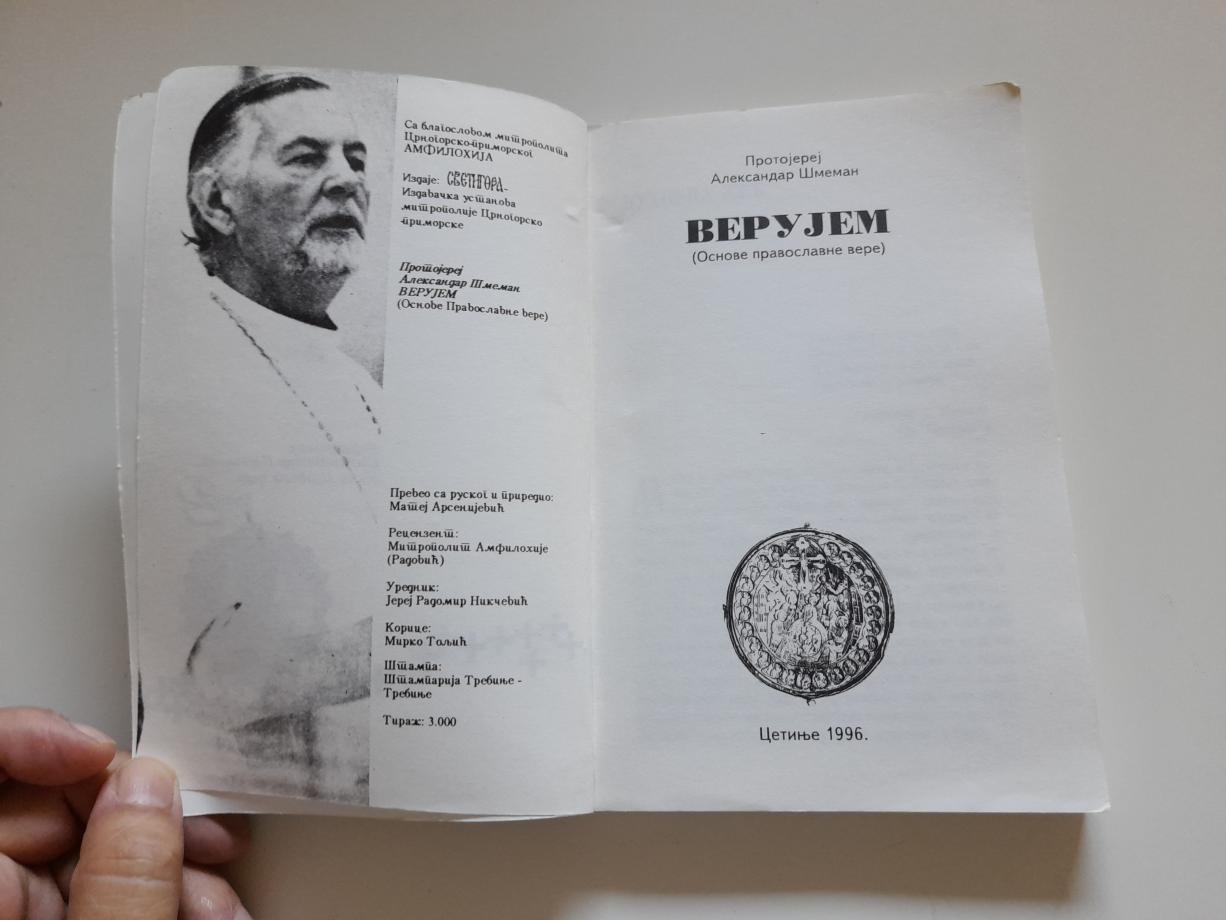 Са благословом митрополита
Црногорско-приморског
АМФИЛОХИЈА
Издаје: СВЕТИГОРА-
Издавачка установа
митрополије Црногорско
-приморске
Протојереј
Александар Шмеман
ВЕРУЈЕМ
(Основе Православне вере)
Превео са руског и приредио:
Матеј Арсенијевић
Рецензент:
Митрополит Амфилохије
(Радовић)
Уредник:
Јереј Радомир Никчевић
Корице:
Мирко Тољић
Штампа:
Штампарија Требиње -
Требиње
Тираж: 3.000
Протојереј
Александар Шмеман
ВЕРУЈЕМ
(Основе православне вере)
Цетиње 1996.